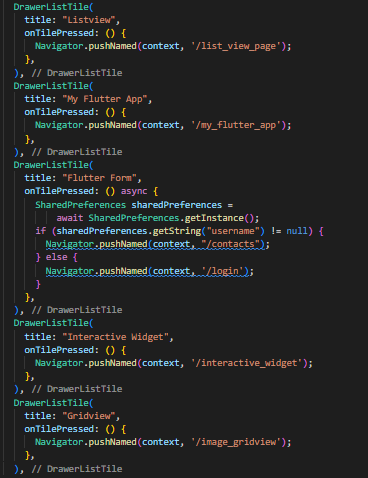 DrawerListTile(
  title: "Listview",
  onTilePressed: () {
    Navigator.pushNamed(context, '/list_view_page');
  },
), // DrawerListTile
DrawerListTile(
  title: "My Flutter App",
  onTilePressed: () {
    Navigator.pushNamed(context, '/my_flutter_app');
  },
), // DrawerListTile
DrawerListTile(
  title: "Flutter Form",
  onTilePressed: () async {
    SharedPreferences sharedPreferences =
        await SharedPreferences.getInstance();
    if (sharedPreferences.getString("username") != null) {
      Navigator.pushNamed(context, "/contacts");
    } else {
      Navigator.pushNamed(context, '/login');
    }
  },
), // DrawerListTile
DrawerListTile(
  title: "Interactive Widget",
  onTilePressed: () {
    Navigator.pushNamed(context, '/interactive_widget');
  },
), // DrawerListTile
DrawerListTile(
  title: "Gridview",
  onTilePressed: () {
    Navigator.pushNamed(context, '/image_gridview');
  },
), // DrawerListTile